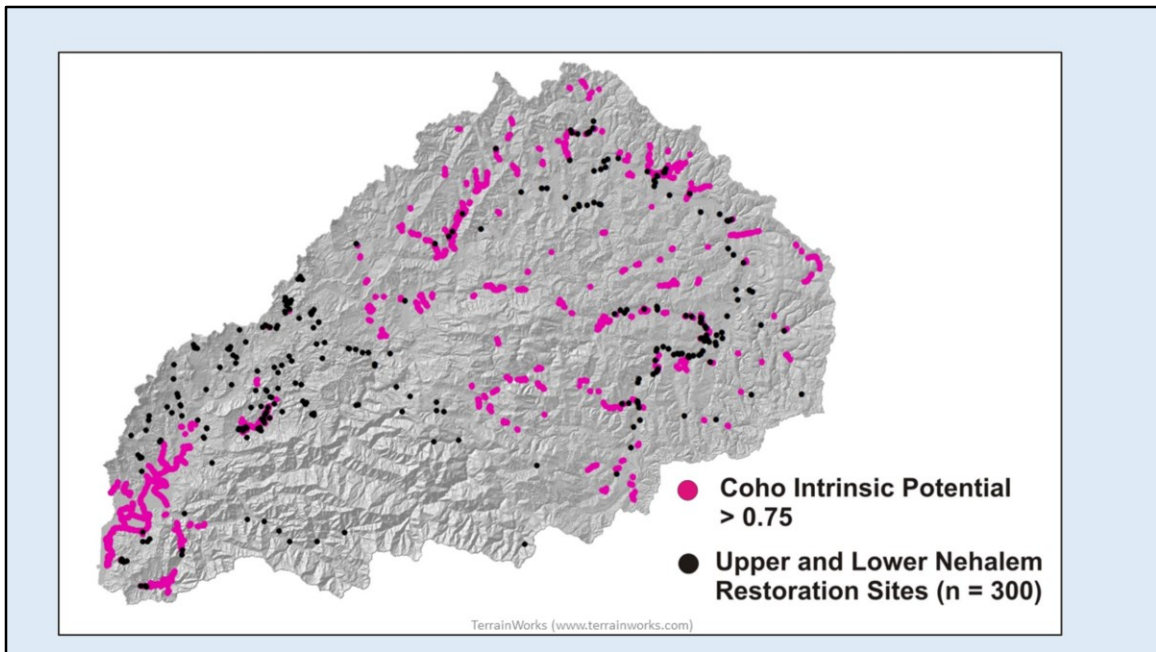 Coho Intrinsic Potential
> 0.75
Upper and Lower Nehalem
Restoration Sites (n = 300)
TerrainWorks (www.terrainworks.com)